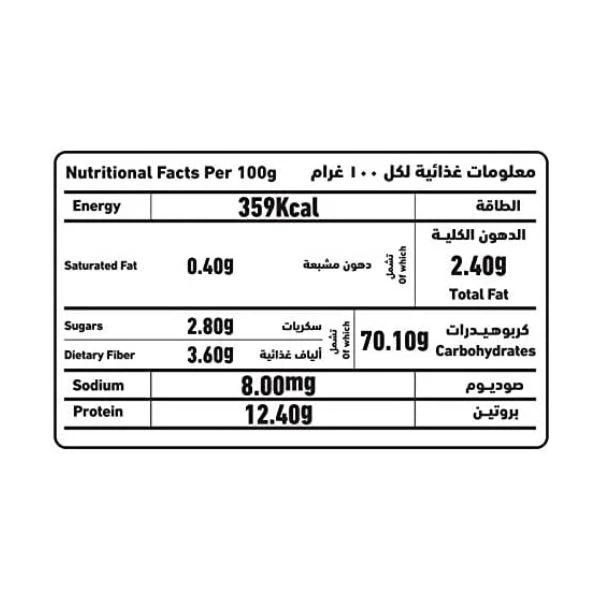 Nutritional Facts Per 100g معلومات غذائية لكل ١٠٠ غرام
Energy 359Kcal الطاقة
الدهون الكلية
Saturated Fat 0.40g دهون مشبعة تشمل Of which 2.40g
Total Fat
Sugars 2.80g سكريات
Dietary Fiber 3.60g ألياف غذائية
تشمل Of which
70.10g كربوهيدرات
Carbohydrates
Sodium 8.00mg صوديوم
Protein 12.40g بروتين